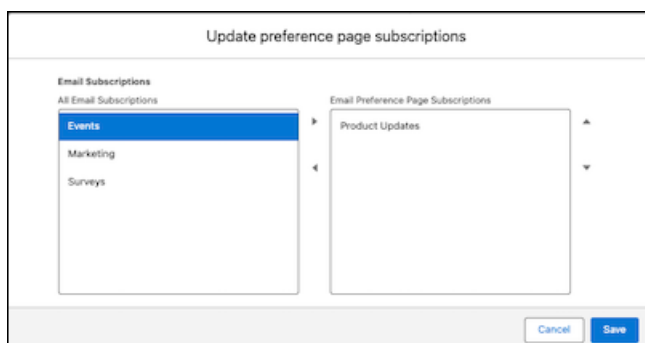 Update preference page subscriptions
Email Subscriptions
All Email Subscriptions
Email Preference Page Subscriptions
Events
Product Updates
Marketing
Surveys
Cancel
Save